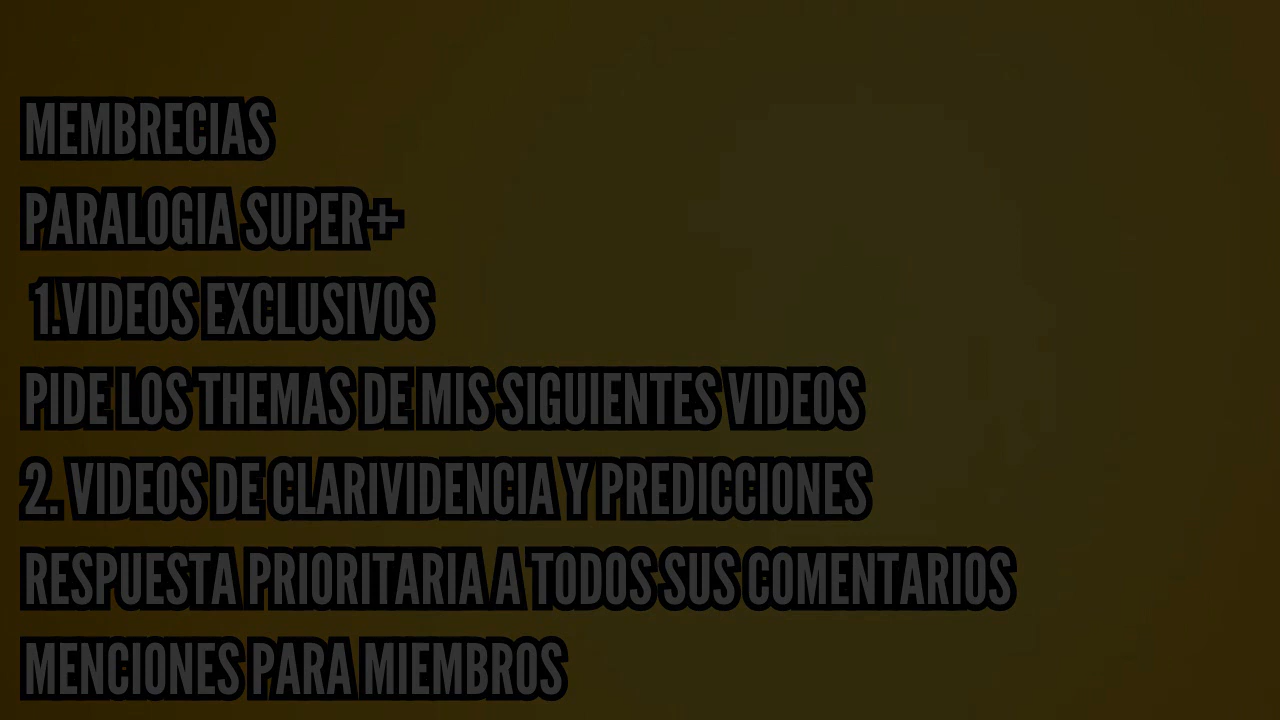 MEMBRECIAS
PARALOGIA SUPER+
1.VIDEOS EXCLUSIVOS
PIDE LOS THEMAS DE MIS SIGUIENTES VIDEOS
2. VIDEOS DE CLARIVIDENCIA Y PREDICCIONES
RESPUESTA PRIORITARIA A TODOS SUS COMENTARIOS
MENCIONES PARA MIEMBROS